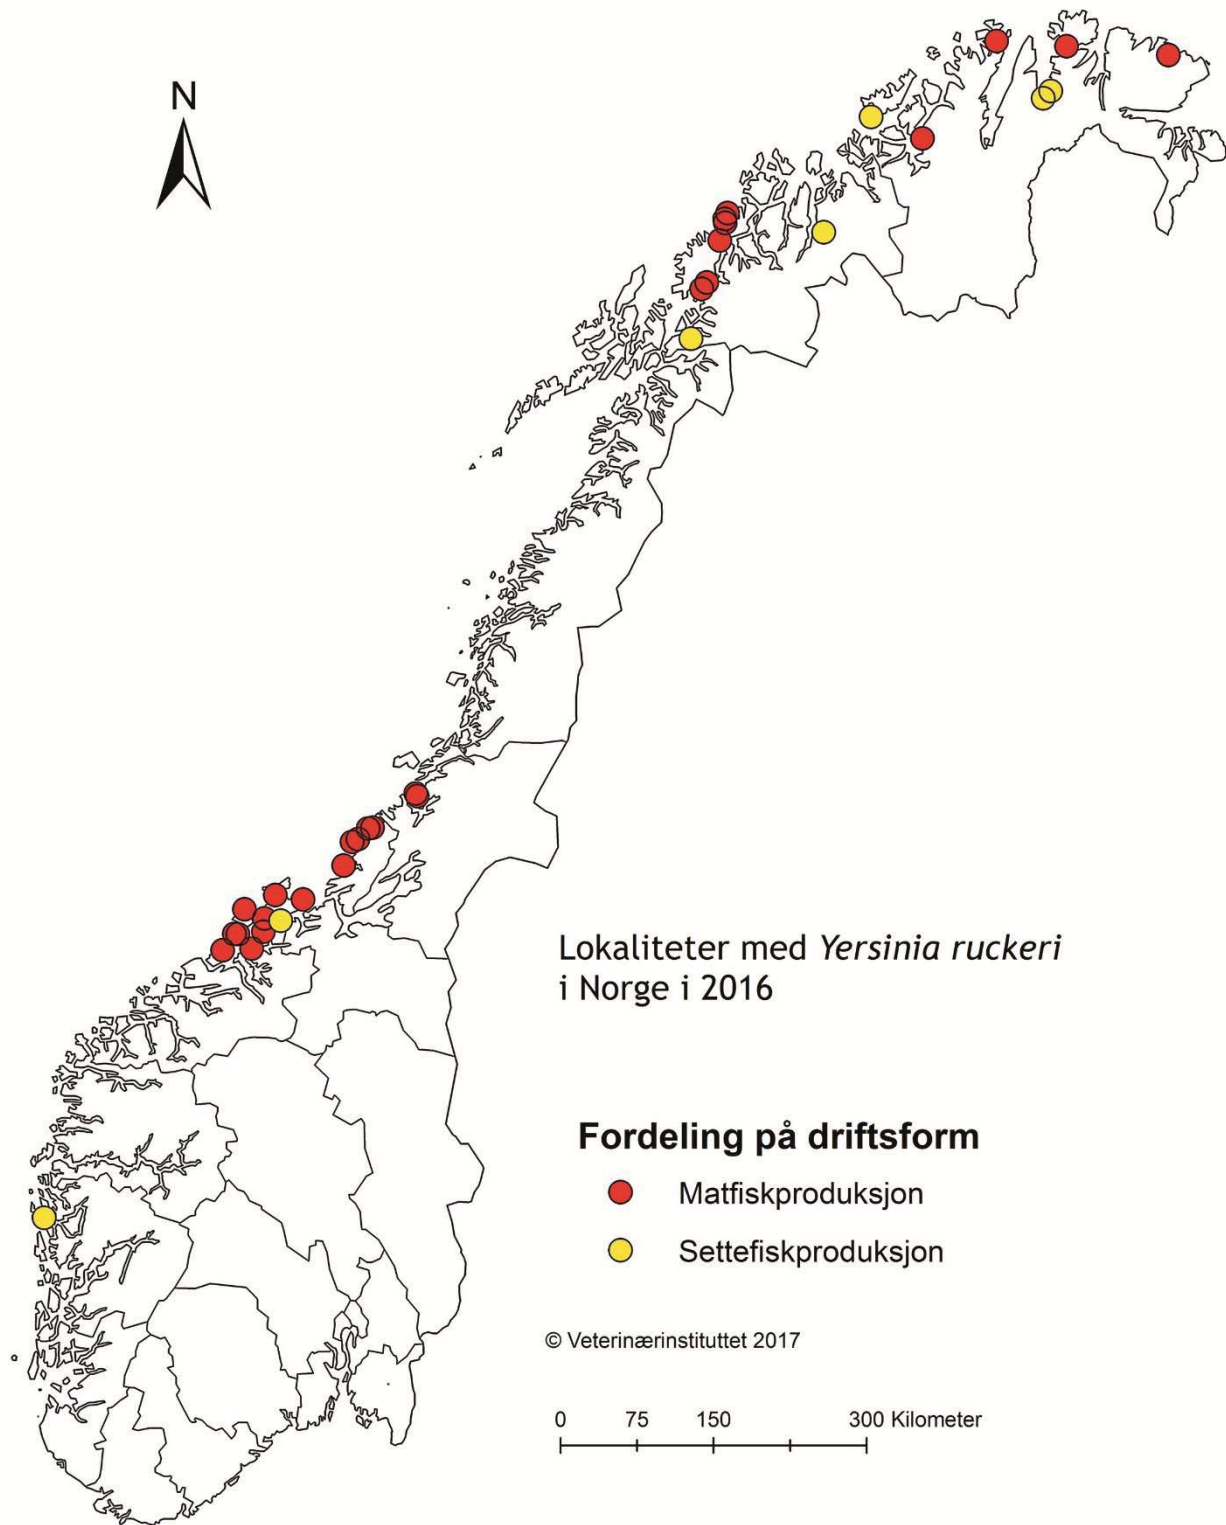 N
Lokaliteter med Yersinia ruckeri
i Norge i 2016
Fordeling på driftsform
Matfiskproduksjon
Settefiskproduksjon
© Veterinærinstituttet 2017
0 75 150 300 Kilometer